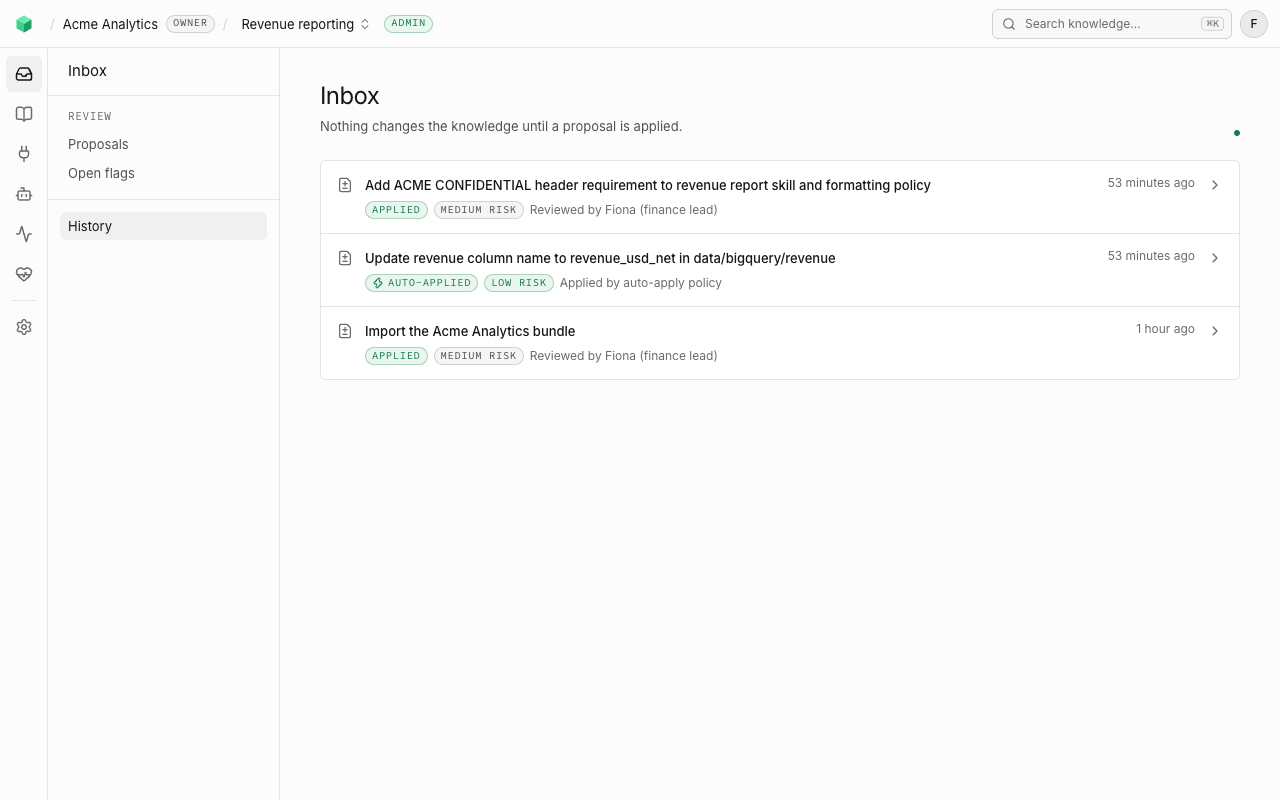 / Acme Analytics OWNER / Revenue reporting ADMIN Search knowledge... ⌘K F
Inbox
REVIEW
Proposals
Open flags
History
Inbox
Nothing changes the knowledge until a proposal is applied.
Add ACME CONFIDENTIAL header requirement to revenue report skill and formatting policy 53 minutes ago
APPLIED MEDIUM RISK Reviewed by Fiona (finance lead)
Update revenue column name to revenue_usd_net in data/bigquery/revenue 53 minutes ago
AUTO-APPLIED LOW RISK Applied by auto-apply policy
Import the Acme Analytics bundle 1 hour ago
APPLIED MEDIUM RISK Reviewed by Fiona (finance lead)